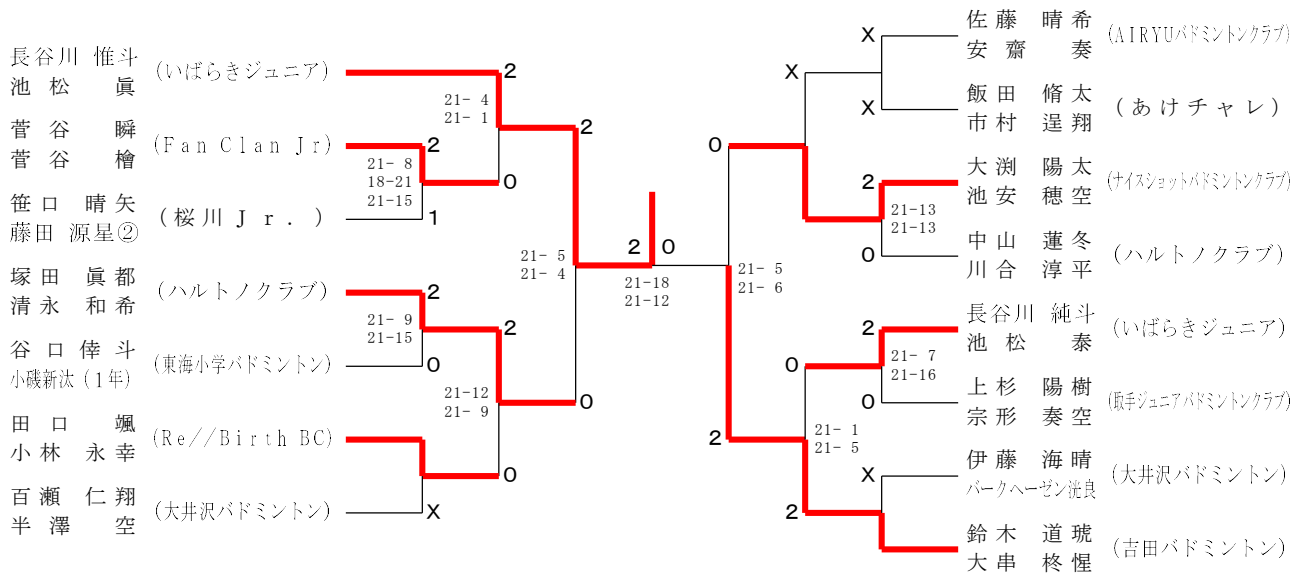 長谷川 惟斗
池松 眞
(いばらきジュニア)
2
21- 4
21- 1
菅谷 瞬
菅谷 檜
(Fan Clan Jr)
2
21- 8
18-21
21-15
0
笹口 晴矢
藤田 源星②
(桜川Ｊｒ．)
1
2
塚田 眞都
清永 和希
(ハルトノクラブ)
2
21- 9
21-15
2
谷口 倖斗
小磯新汰（1年）
(東海小学バドミントン)
0
21-12
21- 9
0
田口 颯
小林 永幸
(Re//Birth BC)
0
百瀬 仁翔
半澤 空
(大井沢バドミントン)
X
21- 5
21- 4
2
0
21-18
21-12
佐藤 晴希
安齋 奏
(AIRYUバドミントンクラブ)
X
X
飯田 脩太
市村 逞翔
(あけチャレ)
X
0
大渕 陽太
池安 穂空
(ナイスショットバドミントンクラブ)
2
21-13
21-13
中山 蓮冬
川合 淳平
(ハルトノクラブ)
0
21- 5
21- 6
長谷川 純斗
池松 泰
(いばらきジュニア)
2
0
21- 7
21-16
上杉 陽樹
宗形 奏空
(取手ジュニアバドミントンクラブ)
0
2
21- 1
21- 5
伊藤 海晴
バークヘーゼン洸良
(大井沢バドミントン)
X
2
鈴木 道琥
大串 柊惺
(吉田バドミントン)